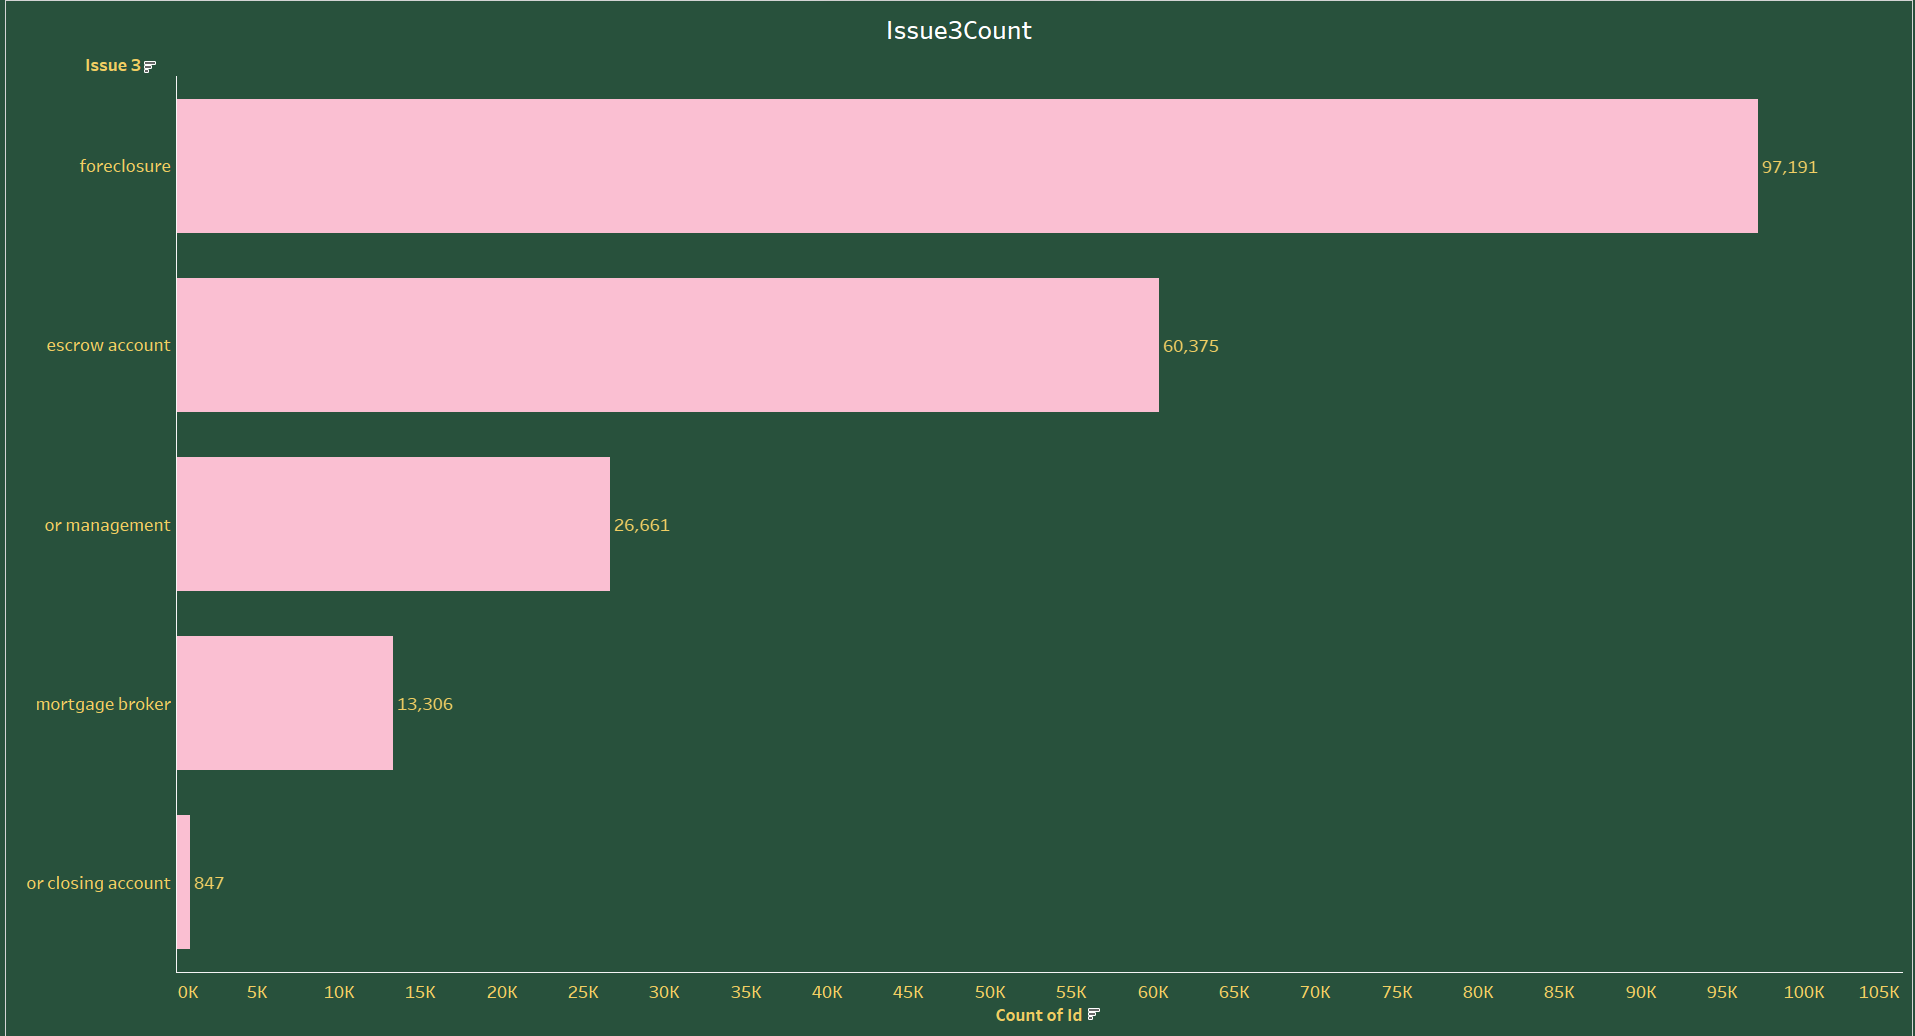 Issue3Count
Issue 3
foreclosure
97,191
escrow account
60,375
or management
26,661
mortgage broker
13,306
or closing account
847
0K 5K 10K 15K 20K 25K 30K 35K 40K 45K 50K 55K 60K 65K 70K 75K 80K 85K 90K 95K 100K 105K
Count of Id